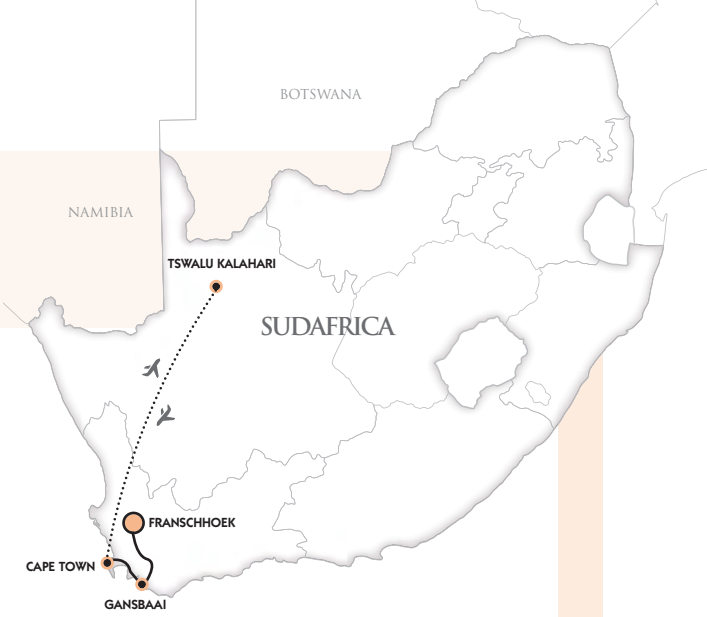 BOTSWANA
NAMIBIA
TSWALU KALAHARI
SUDAFRICA
FRANSCHHOEK
CAPE TOWN
GANSBAAI